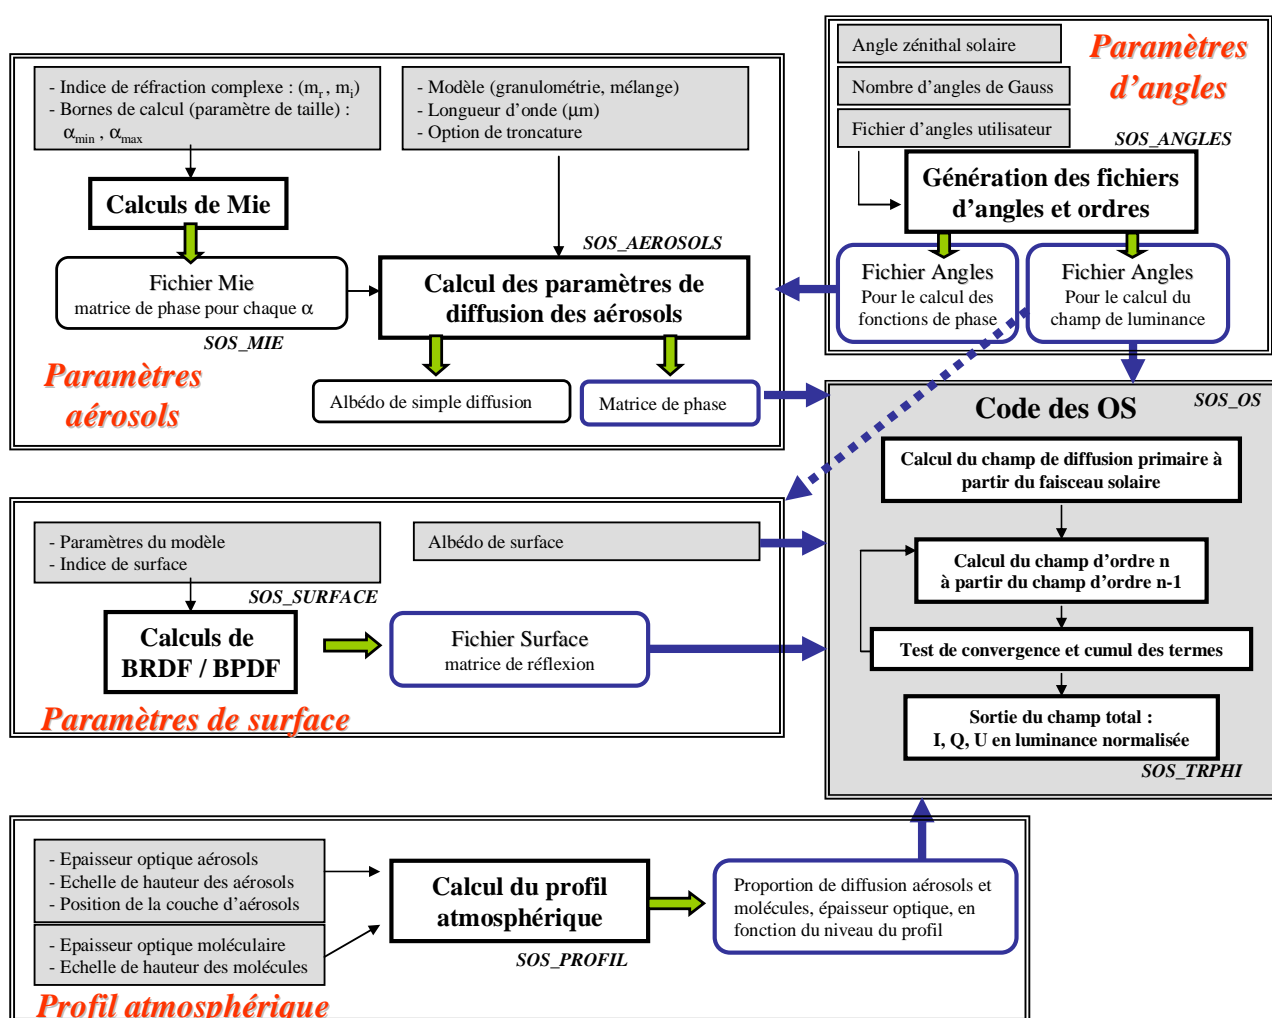 - Indice de réfraction complexe : (mr , mi)
- Bornes de calcul (paramètre de taille) :
αmin , αmax
- Modèle (granulométrie, mélange)
- Longueur d’onde (µm)
- Option de troncature
Calculs de Mie
SOS_AEROSOLS
Fichier Mie
matrice de phase pour chaque α
SOS_MIE
Calcul des paramètres de
diffusion des aérosols
Albédo de simple diffusion
Matrice de phase
Paramètres
aérosols
Angle zénithal solaire
Nombre d’angles de Gauss
Fichier d’angles utilisateur
Paramètres
d’angles
SOS_ANGLES
Génération des fichiers
d’angles et ordres
Fichier Angles
Pour le calcul des
fonctions de phase
Fichier Angles
Pour le calcul du
champ de luminance
Code des OS
SOS_OS
Calcul du champ de diffusion primaire à
partir du faisceau solaire
Calcul du champ d’ordre n
à partir du champ d’ordre n-1
Test de convergence et cumul des termes
Sortie du champ total :
I, Q, U en luminance normalisée
SOS_TRPHI
- Paramètres du modèle
- Indice de surface
Albédo de surface
SOS_SURFACE
Calculs de
BRDF / BPDF
Fichier Surface
matrice de réflexion
Paramètres de surface
- Epaisseur optique aérosols
- Echelle de hauteur des aérosols
- Position de la couche d’aérosols
- Epaisseur optique moléculaire
- Echelle de hauteur des molécules
Calcul du profil
atmosphérique
SOS_PROFIL
Proportion de diffusion aérosols et
molécules, épaisseur optique, en
fonction du niveau du profil
Profil atmosphérique